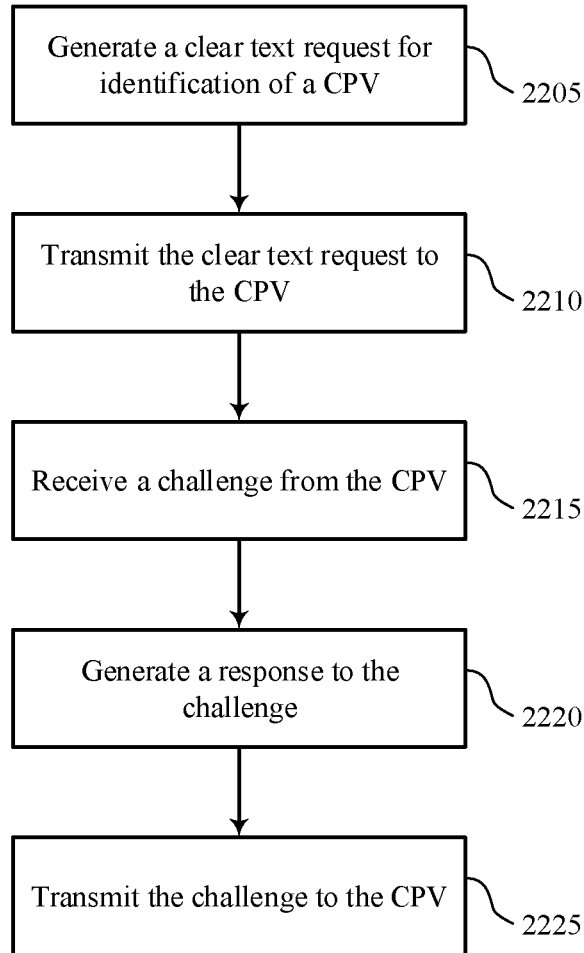 Generate a clear text request for
identification of a CPV
2205
Transmit the clear text request to
the CPV
2210
Receive a challenge from the CPV
2215
Generate a response to the
challenge
2220
Transmit the challenge to the CPV
2225